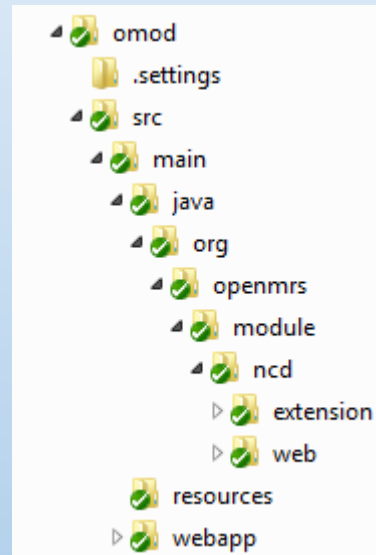 omod
.settings
src
main
java
org
openmrs
module
ncd
extension
web
resources
webapp